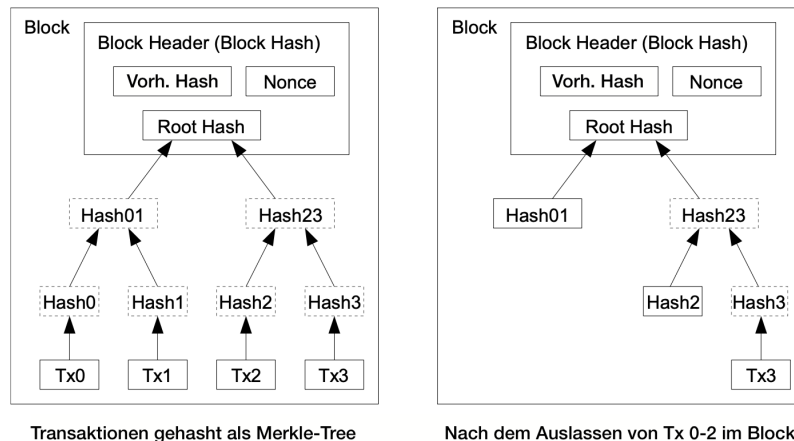 Block
Block Header (Block Hash)
Vorh. Hash Nonce
Root Hash
Hash01 Hash23
Hash0 Hash1 Hash2 Hash3
Tx0 Tx1 Tx2 Tx3
Transaktionen gehasht als Merkle-Tree
Block
Block Header (Block Hash)
Vorh. Hash Nonce
Root Hash
Hash01 Hash23
Hash2 Hash3
Tx3
Nach dem Auslassen von Tx 0-2 im Block